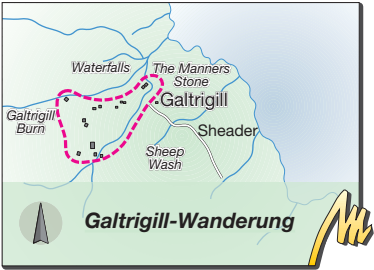 Waterfalls
The Manners
Stone
Galtrigill
Galtrigill
Burn
Sheader
Sheep
Wash
Galtrigill-Wanderung